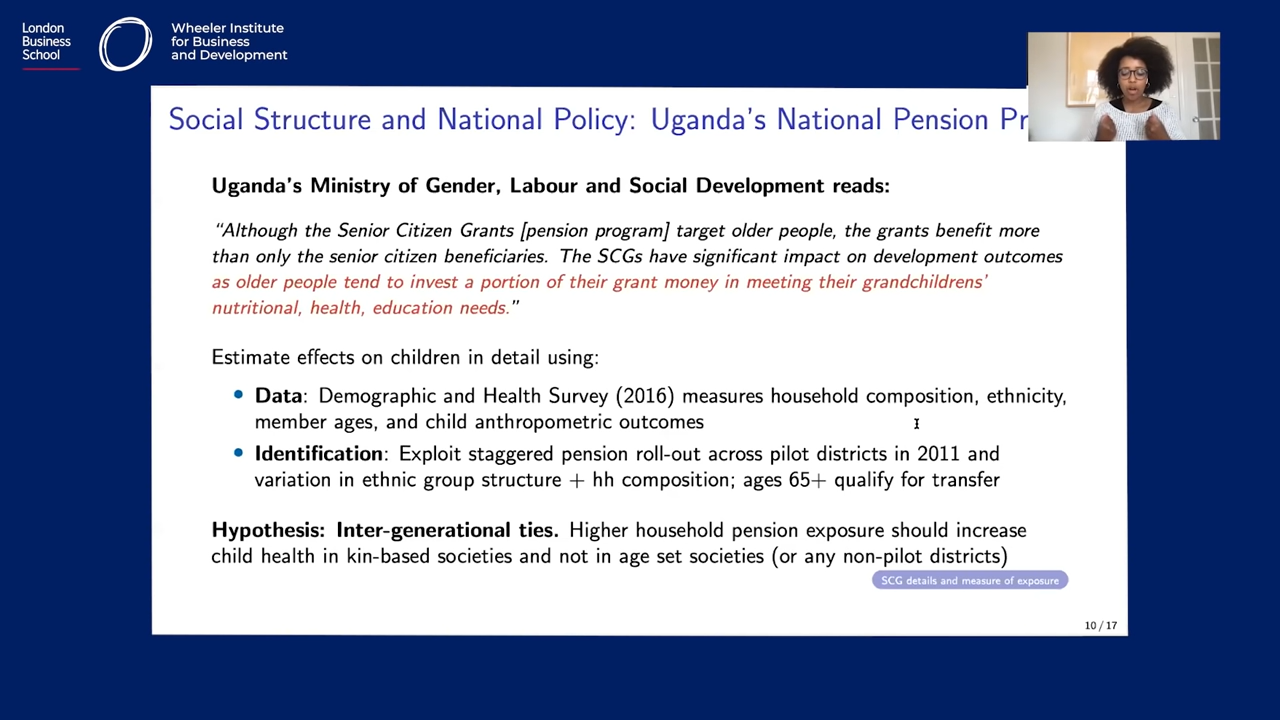 London
Business
School
Wheeler Institute
for Business
and Development
Social Structure and National Policy: Uganda's National Pension Pr
Uganda's Ministry of Gender, Labour and Social Development reads:
“Although the Senior Citizen Grants [pension program] target older people, the grants benefit more
than only the senior citizen beneficiaries. The SCGs have significant impact on development outcomes
as older people tend to invest a portion of their grant money in meeting their grandchildrens'
nutritional, health, education needs.”
Estimate effects on children in detail using:
• Data: Demographic and Health Survey (2016) measures household composition, ethnicity,
member ages, and child anthropometric outcomes
• Identification: Exploit staggered pension roll-out across pilot districts in 2011 and
variation in ethnic group structure + hh composition; ages 65+ qualify for transfer
Hypothesis: Inter-generational ties. Higher household pension exposure should increase
child health in kin-based societies and not in age set societies (or any non-pilot districts)
SCG details and measure of exposure
10 / 17